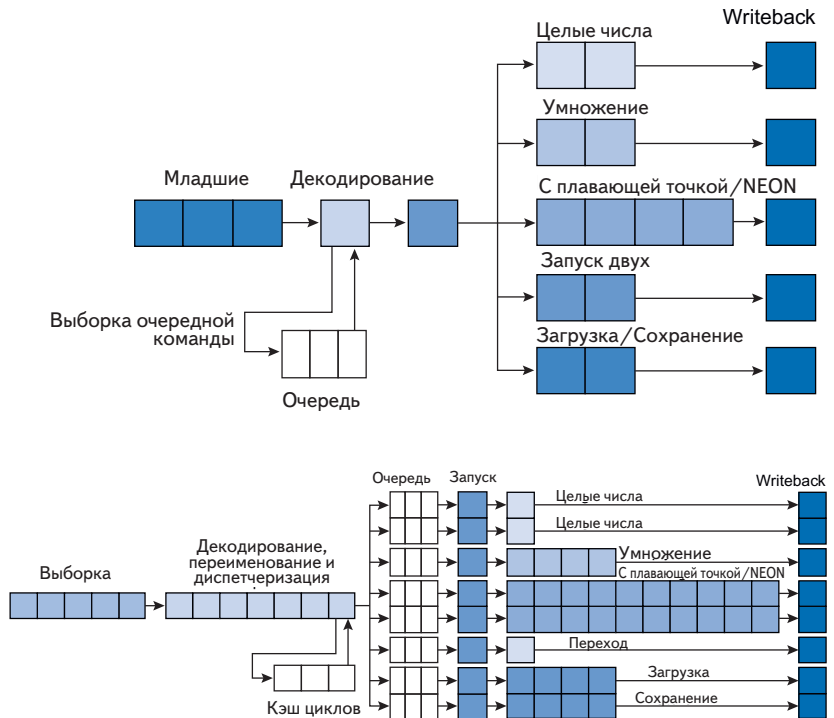 Writeback
Целые числа
Умножение
Младшие
Декодирование
С плавающей точкой/NEON
Запуск двух
Выборка очередной
команды
Загрузка/Сохранение
Очередь
Очередь
Запуск
Writeback
Целые числа
Целые числа
Декодирование,
переименование и
диспетчеризация
Умножение
Выборка
С плавающей точкой/NEON
Переход
Загрузка
Сохранение
Кэш циклов